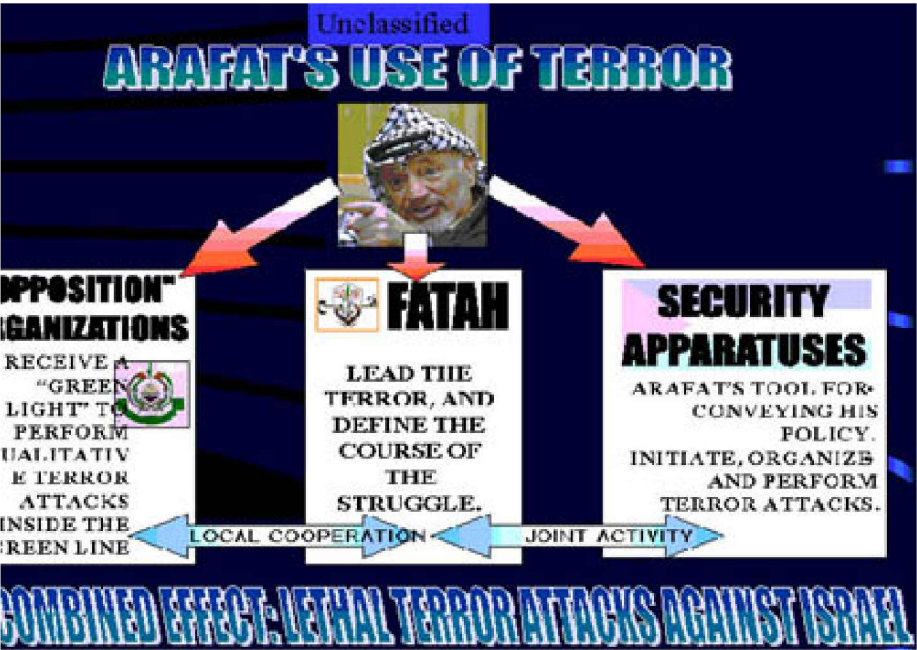 Unclassified
ARAFAT'S USE OF TERROR
OPPOSITION"
RGANIZATIONS
RECEIVE A
"GREEN
LIGHT" TO
PERFORM
UALITATIV
E TERROR
ATTACKS
INSIDE THE
REEN LINE
FATAH
LEAD THE
TERROR, AND
DEFINE THE
COURSE OF
THE
STRUGGLE.
SECURITY
APPARATUSES
ARAFAT'S TOOL FOR•
CONVEYING HIS
POLICY.
INITIATE, ORGANIZE•
AND PERFORM
TERROR ATTACKS.
LOCAL COOPERATION
JOINT ACTIVITY
COMBINED EFFECT: LETHAL TERROR ATTACKS AGAINST ISRAEL